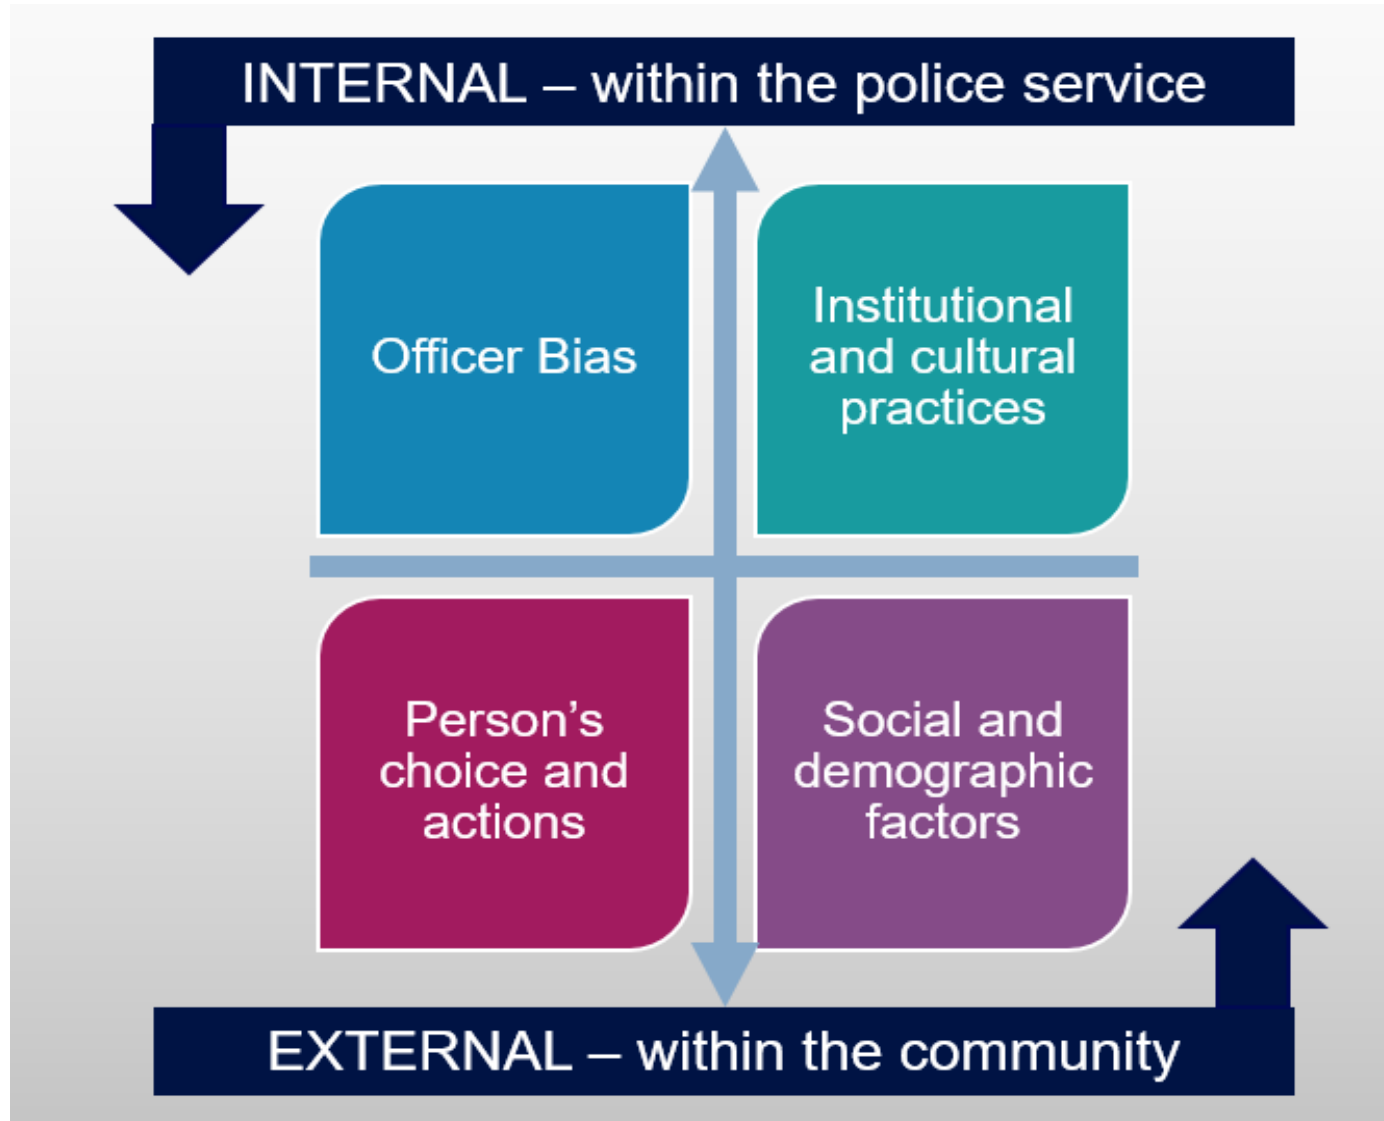 INTERNAL – within the police service
Officer Bias
Institutional
and cultural
practices
Person’s
choice and
actions
Social and
demographic
factors
EXTERNAL – within the community